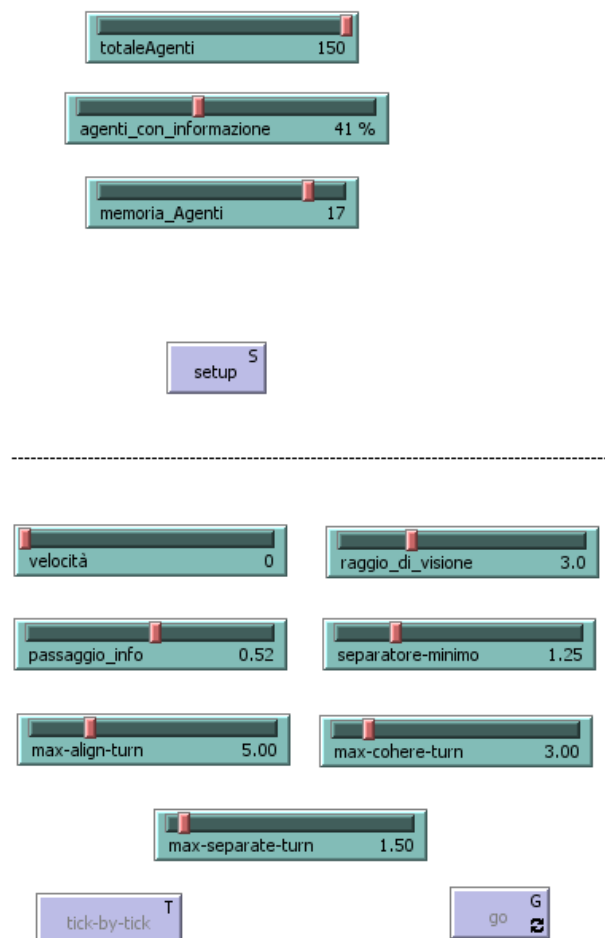 totaleAgenti 150
agenti_con_informazione 41 %
memoria_Agenti 17
S
setup
velocità 0 raggio_di_visione 3.0
passaggio_info 0.52 separatore-minimo 1.25
max-align-turn 5.00 max-cohere-turn 3.00
max-separate-turn 1.50
T G
tick-by-tick go